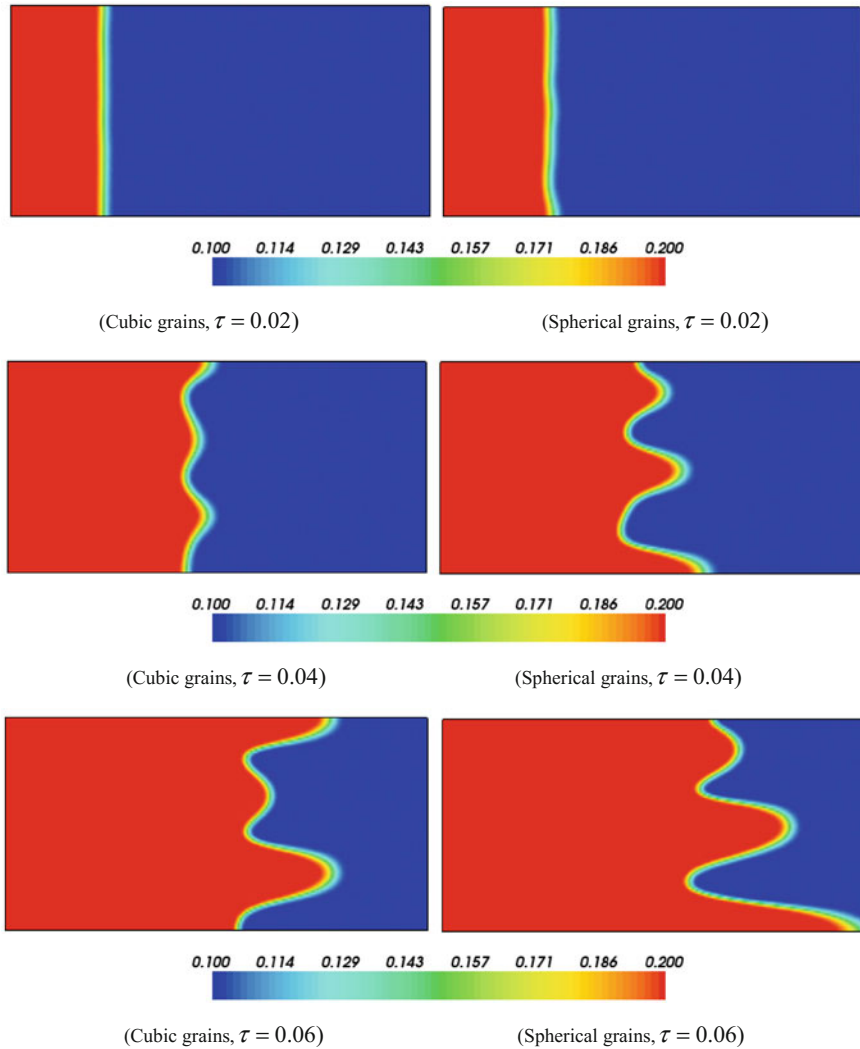 0.100 0.114 0.129 0.143 0.157 0.171 0.186 0.200
(Cubic grains, τ = 0.02) (Spherical grains, τ = 0.02)
0.100 0.114 0.129 0.143 0.157 0.171 0.186 0.200
(Cubic grains, τ = 0.04) (Spherical grains, τ = 0.04)
0.100 0.114 0.129 0.143 0.157 0.171 0.186 0.200
(Cubic grains, τ = 0.06) (Spherical grains, τ = 0.06)